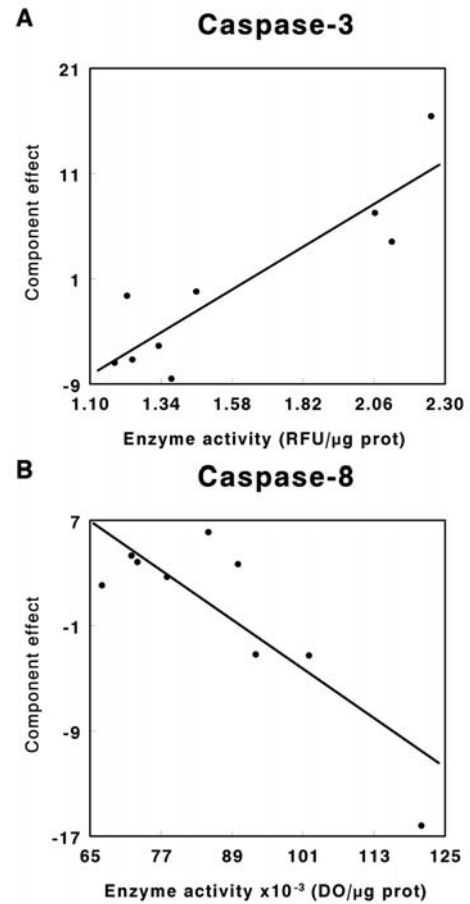 A
Caspase-3
21
11
1
-9
Component effect
1.10 1.34 1.58 1.82 2.06 2.30
Enzyme activity (RFU/µg prot)
B
Caspase-8
7
-1
-9
-17
Component effect
65 77 89 101 113 125
Enzyme activity x10⁻³ (DO/µg prot)